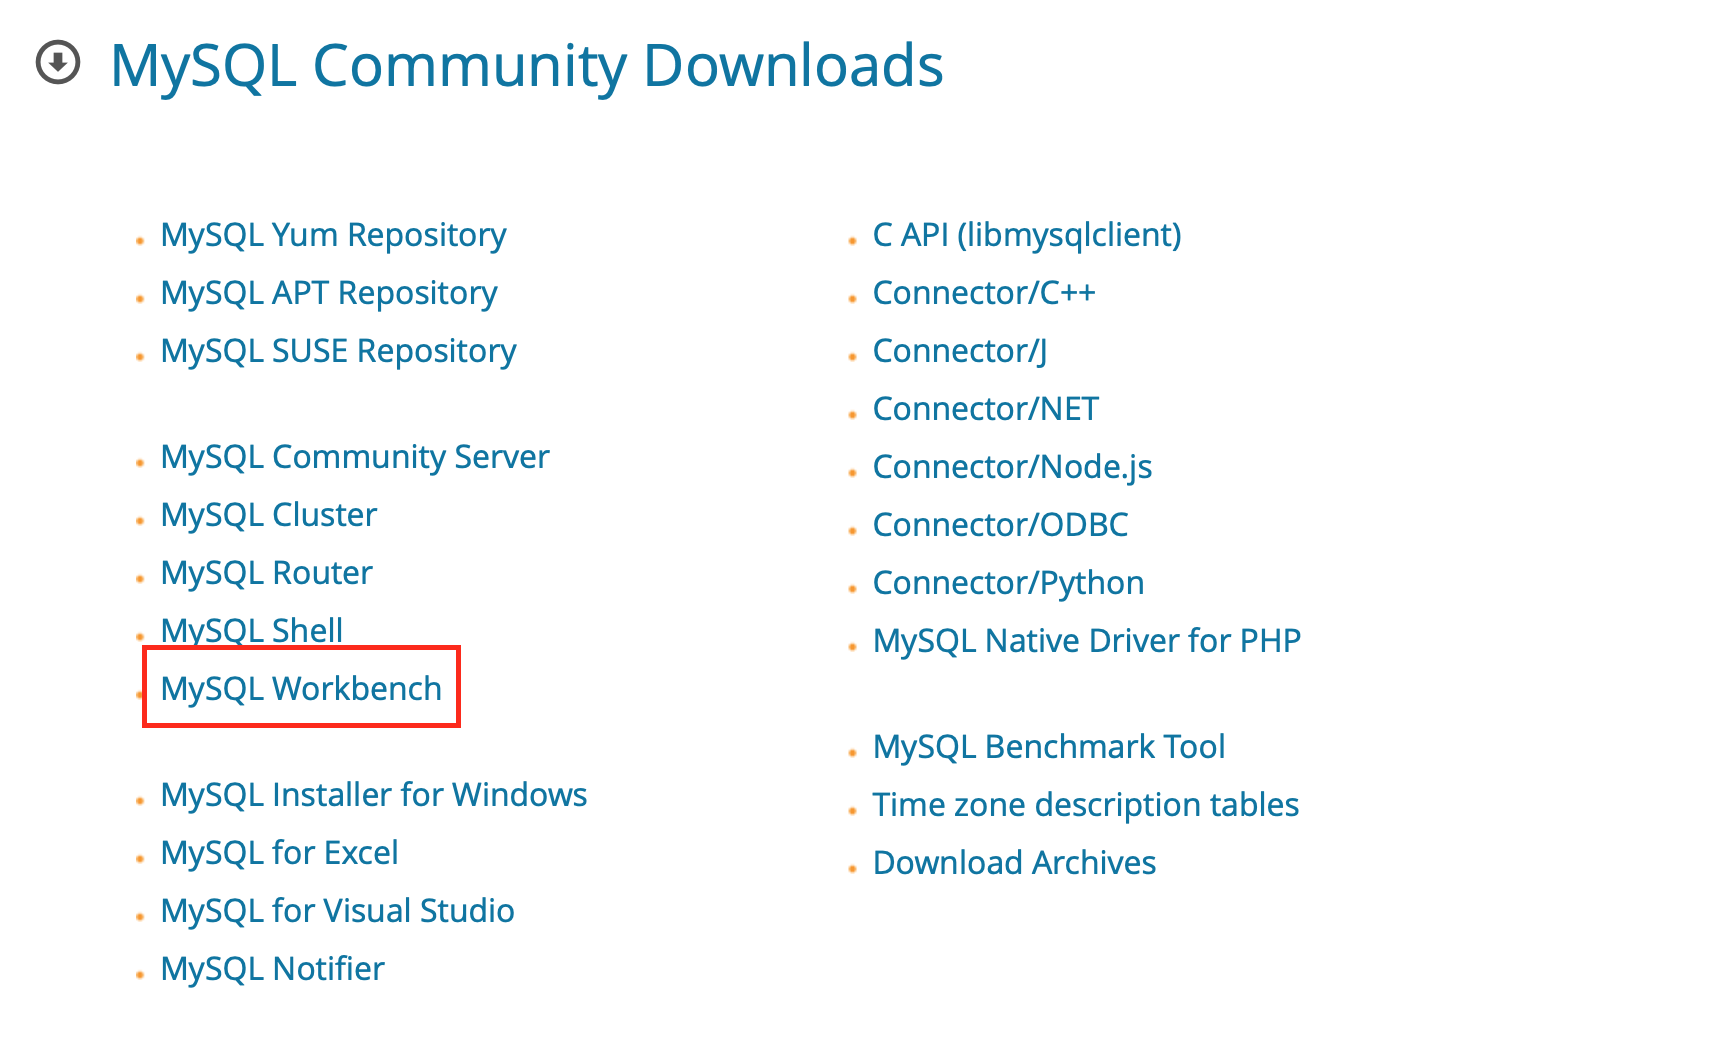 MySQL Community Downloads
MySQL Yum Repository
MySQL APT Repository
MySQL SUSE Repository
MySQL Community Server
MySQL Cluster
MySQL Router
MySQL Shell
MySQL Workbench
MySQL Installer for Windows
MySQL for Excel
MySQL for Visual Studio
MySQL Notifier
C API (libmysqlclient)
Connector/C++
Connector/J
Connector/NET
Connector/Node.js
Connector/ODBC
Connector/Python
MySQL Native Driver for PHP
MySQL Benchmark Tool
Time zone description tables
Download Archives